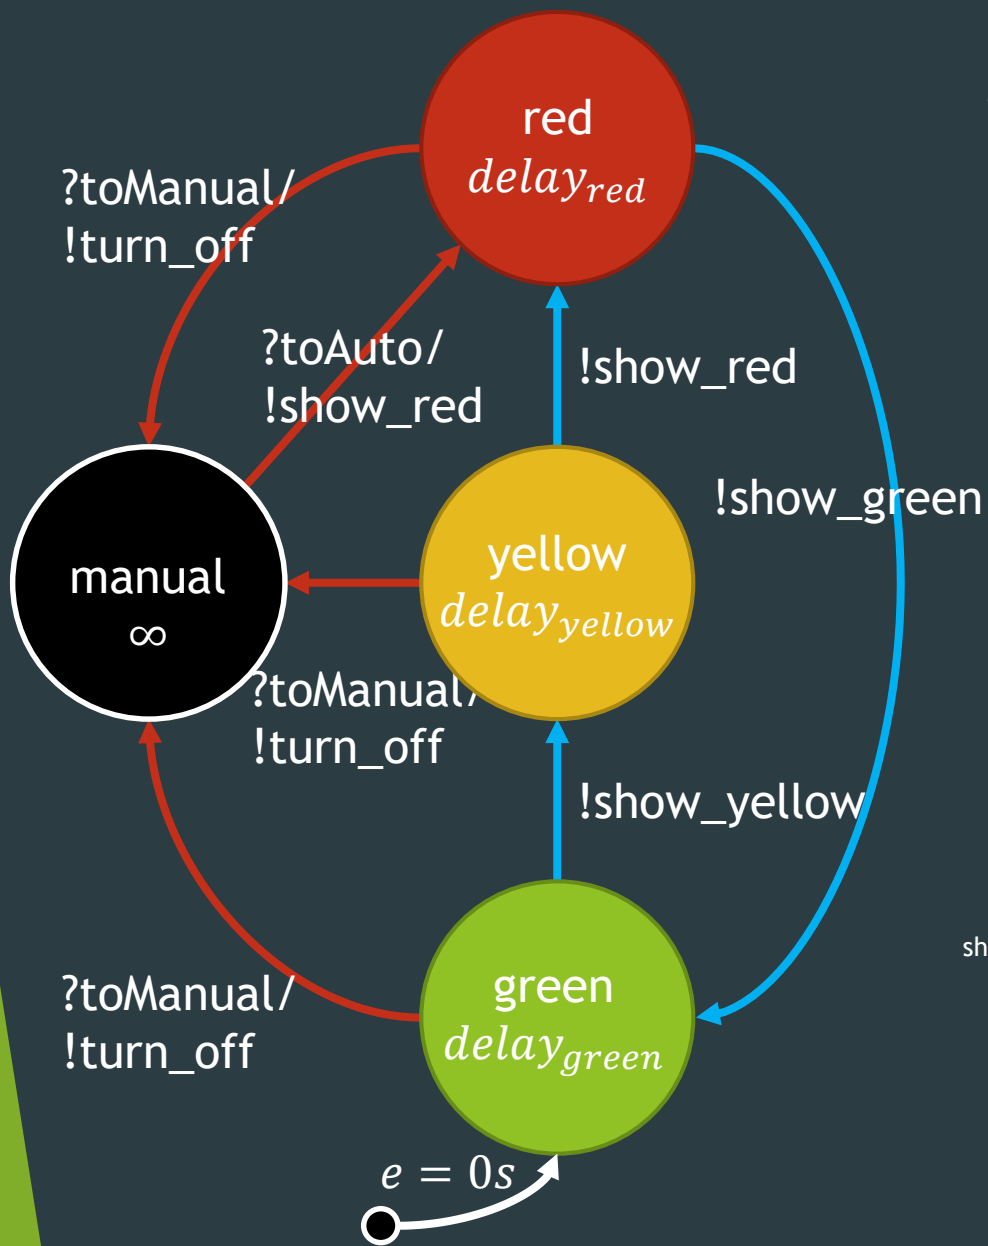 red
delay_red
?toManual/
!turn_off
?toAuto/
!show_red
!show_red
!show_green
manual
∞
yellow
delay_yellow
?toManual/
!turn_off
!show_yellow
sh
green
delay_green
?toManual/
!turn_off
e = 0s